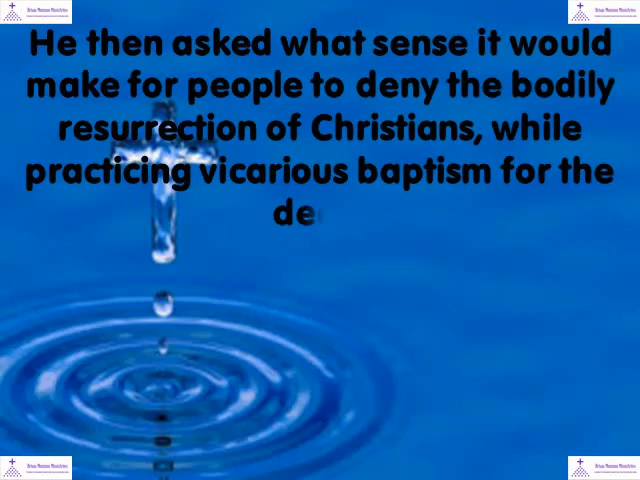 He then asked what sense it would
make for people to deny the bodily
resurrection of Christians, while
practicing vicarious baptism for the
de